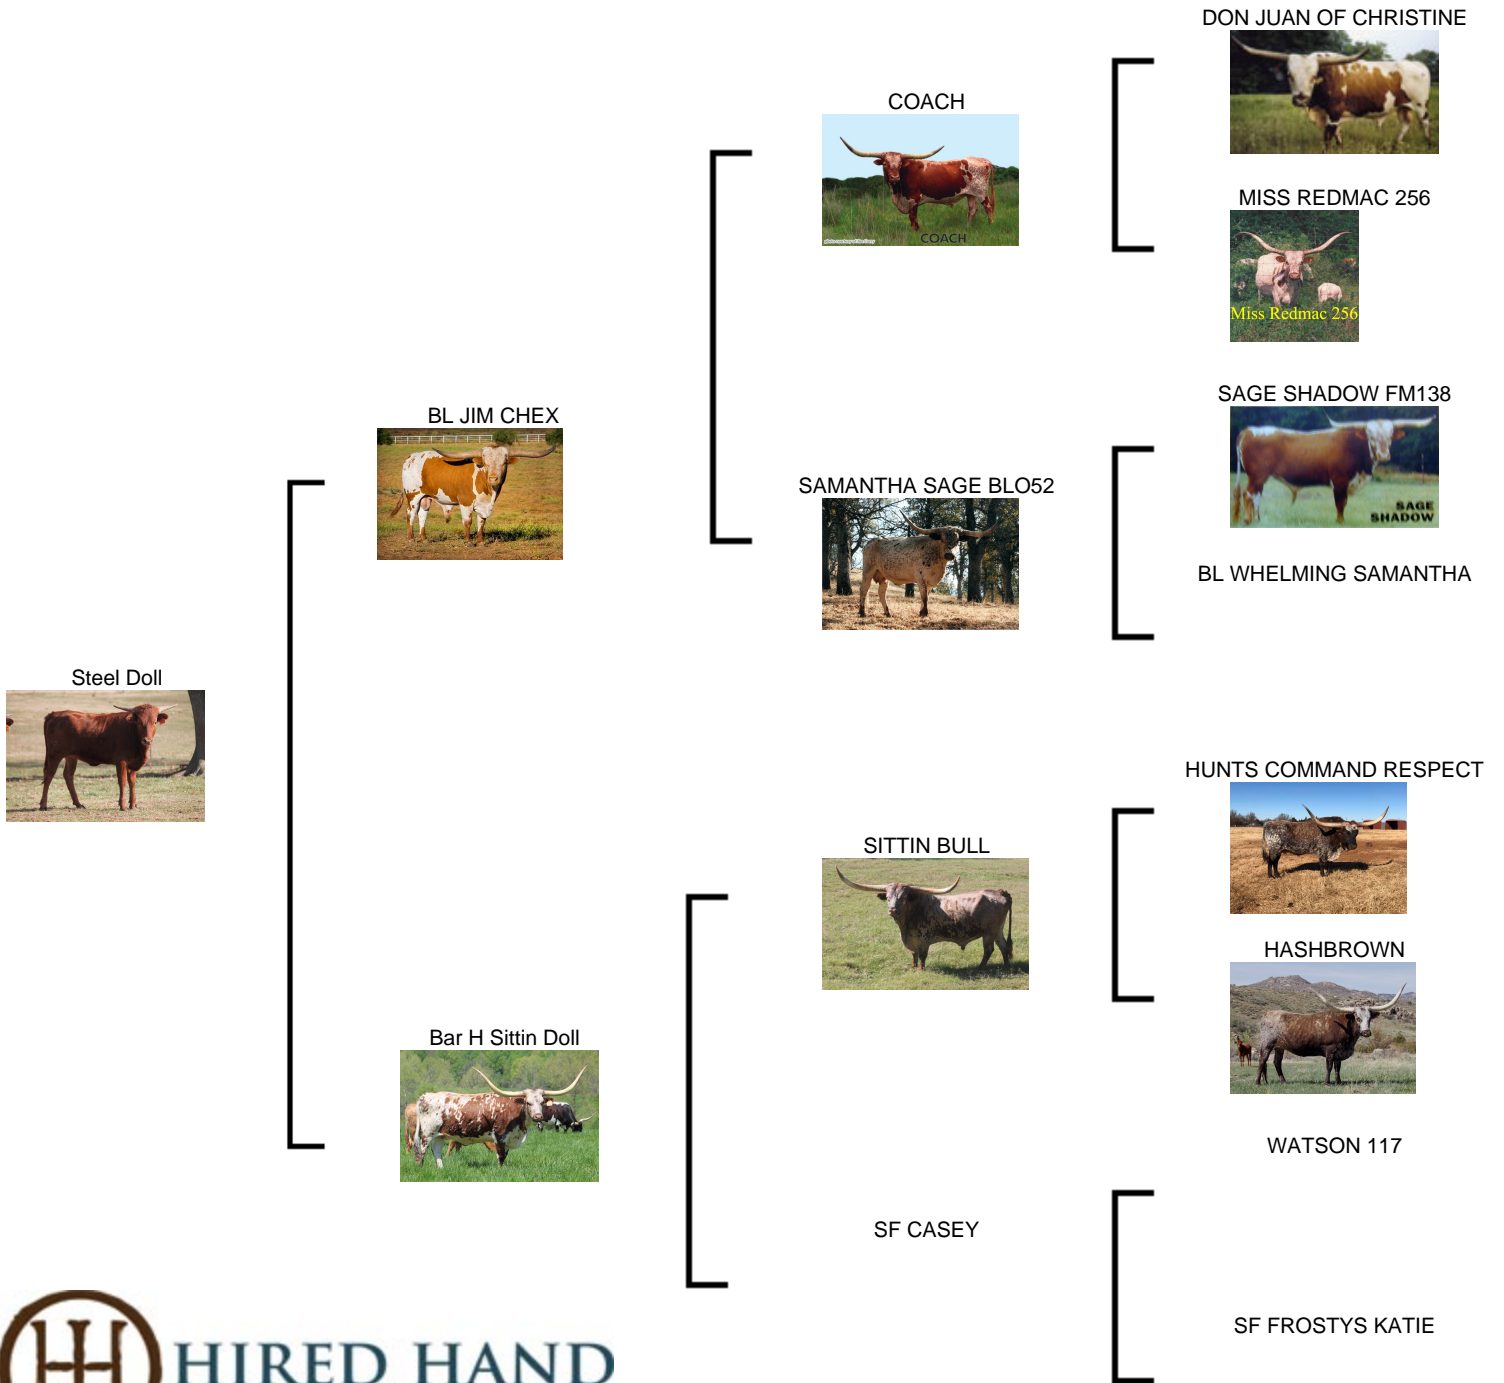 DON JUAN OF CHRISTINE
COACH
COACH
MISS REDMAC 256
Miss Redmac 256
BL JIM CHEX
SAGE SHADOW FM138
SAGE
SHADOW
SAMANTHA SAGE BLO52
BL WHELMING SAMANTHA
Steel Doll
HUNTS COMMAND RESPECT
SITTIN BULL
HASHBROWN
Bar H Sittin Doll
WATSON 117
SF CASEY
SF FROSTYS KATIE
HIRED HAND